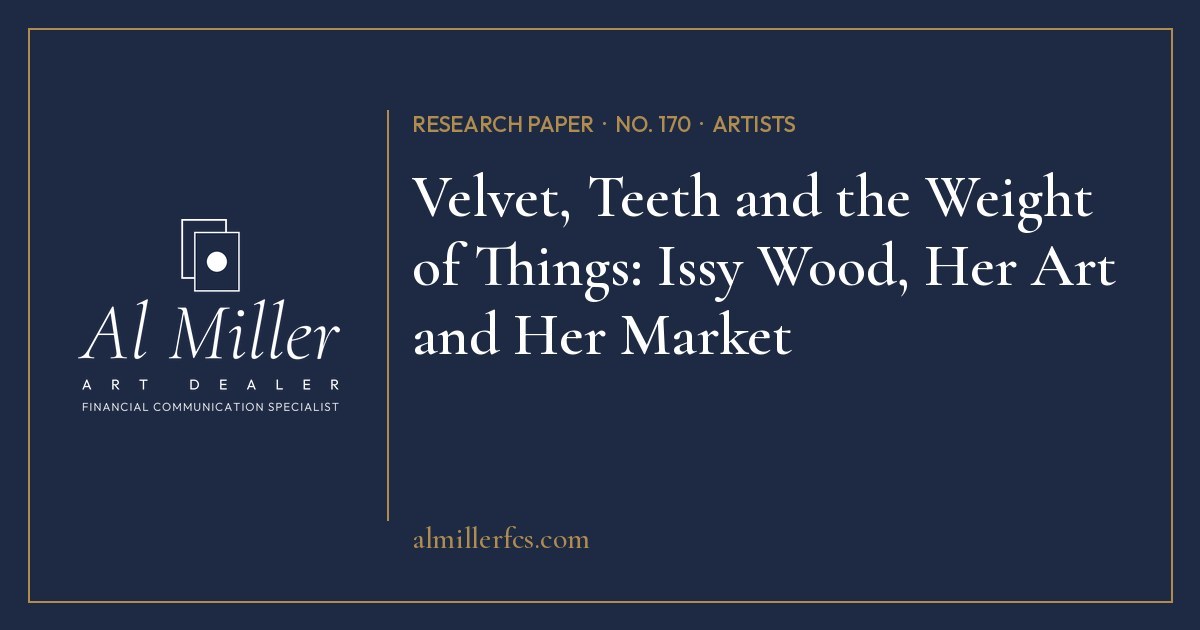 RESEARCH PAPER · NO. 170 · ARTISTS
Velvet, Teeth and the Weight
of Things: Issy Wood, Her Art
and Her Market
Al Miller
ART DEALER
FINANCIAL COMMUNICATION SPECIALIST
almillerfcs.com